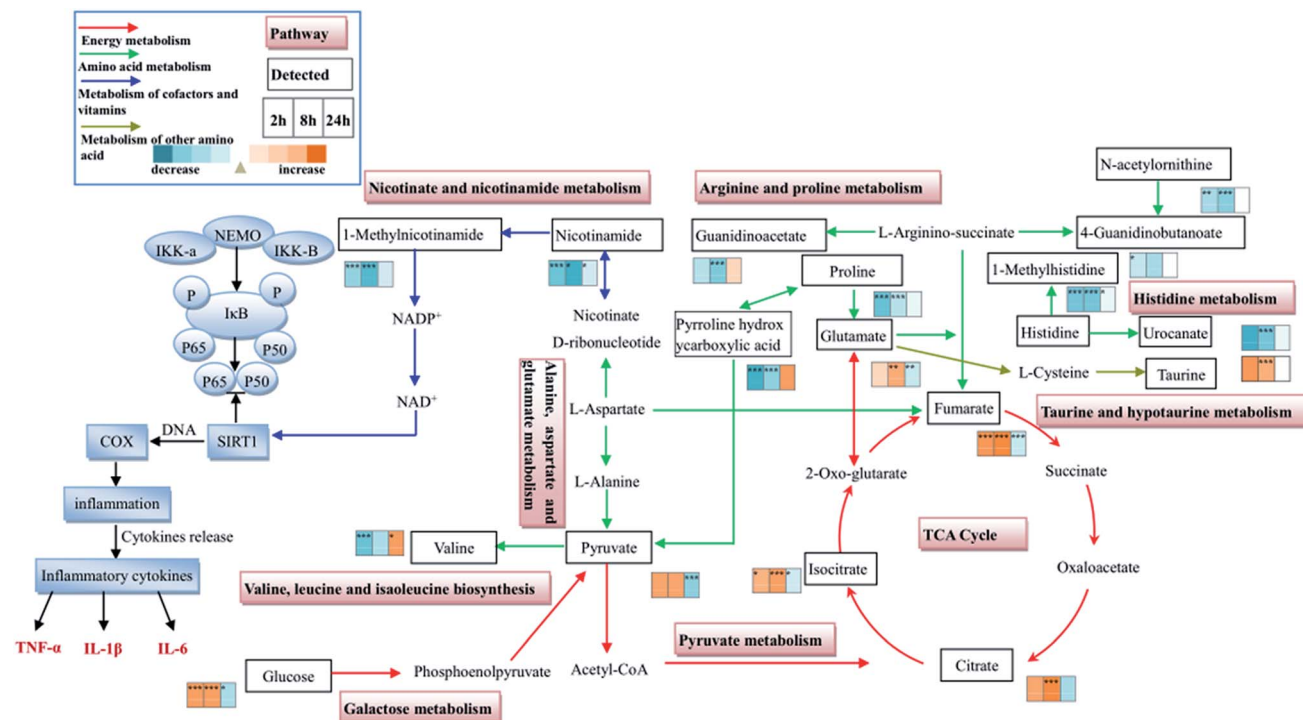 Energy metabolism
Amino acid metabolism
Metabolism of cofactors and
vitamins
Metabolism of other amino
acid
decrease
increase
Pathway
Detected
2h 8h 24h
Nicotinate and nicotinamide metabolism
Arginine and proline metabolism
N-acetylornithine
** ***
NEMO
IKK-a
IKK-B
1-Methylnicotinamide
*** ***
Nicotinamide
*** * *
Guanidinoacetate
***
L-Arginino-succinate
4-Guanidinobutanoate
*
P
P
IκB
P65
P50
P65
P50
NADP⁺
NAD⁺
Nicotinate
D-ribonucleotide
Proline
*** ***
Pyrroline hydrox
ycarboxylic acid
*** ***
Glutamate
** **
1-Methylhistidine
*** *** *
Histidine metabolism
Histidine
Urocanate
***
L-Cysteine
Taurine
***
Taurine and hypotaurine metabolism
Alanine, aspartate and
glutamate metabolism
L-Aspartate
L-Alanine
Fumarate
*** *** ***
COX
DNA
SIRT1
inflammation
Cytokines release
Inflammatory cytokines
TNF-α
IL-1β
IL-6
2-Oxo-glutarate
Succinate
TCA Cycle
Oxaloacetate
*** *
Valine
Pyruvate
***
Isocitrate
* *** *
Valine, leucine and isaoleucine biosynthesis
Pyruvate metabolism
*** *** *
Glucose
Phosphoenolpyruvate
Acetyl-CoA
Citrate
***
Galactose metabolism